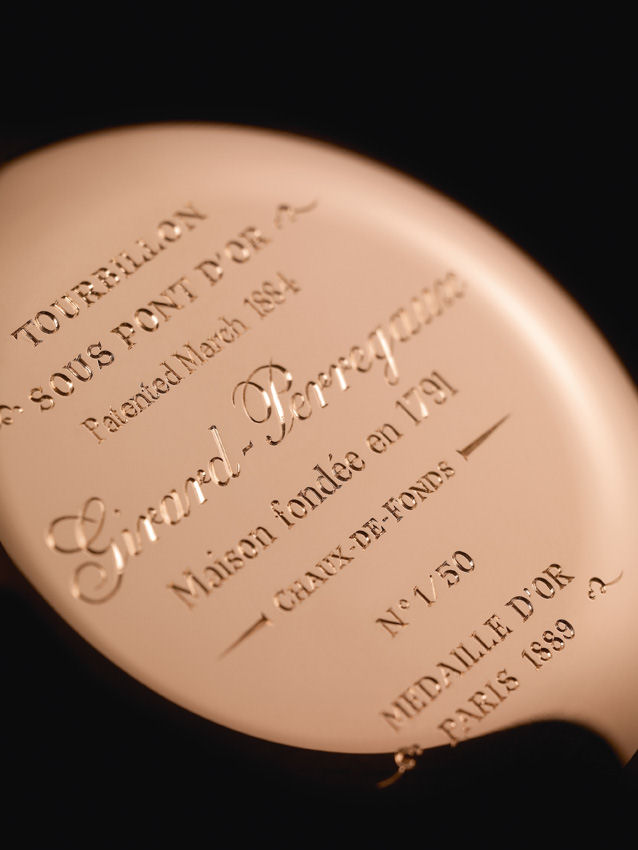 TOURBILLON
SOUS PONT D'OR
Patented March 1884
Girard-Perregaux
Maison fondée en 1791
CHAUX-DE-FONDS
N° 1/50
MEDAILLE D'OR
PARIS 1889